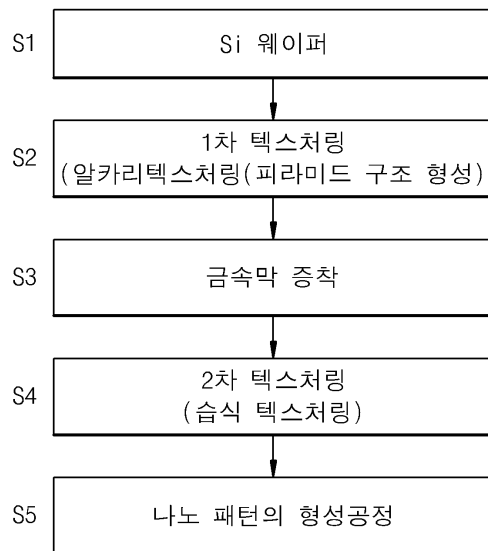 S1
Si 웨이퍼
S2
1차 텍스처링
(알카리텍스처링(피라미드 구조 형성)
S3
금속막 증착
S4
2차 텍스처링
(습식 텍스처링)
S5
나노 패턴의 형성공정